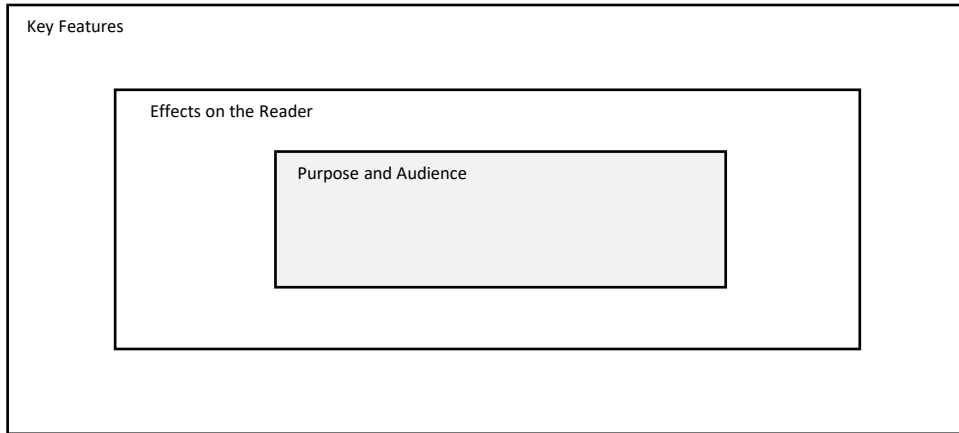 Key Features
Effects on the Reader
Purpose and Audience